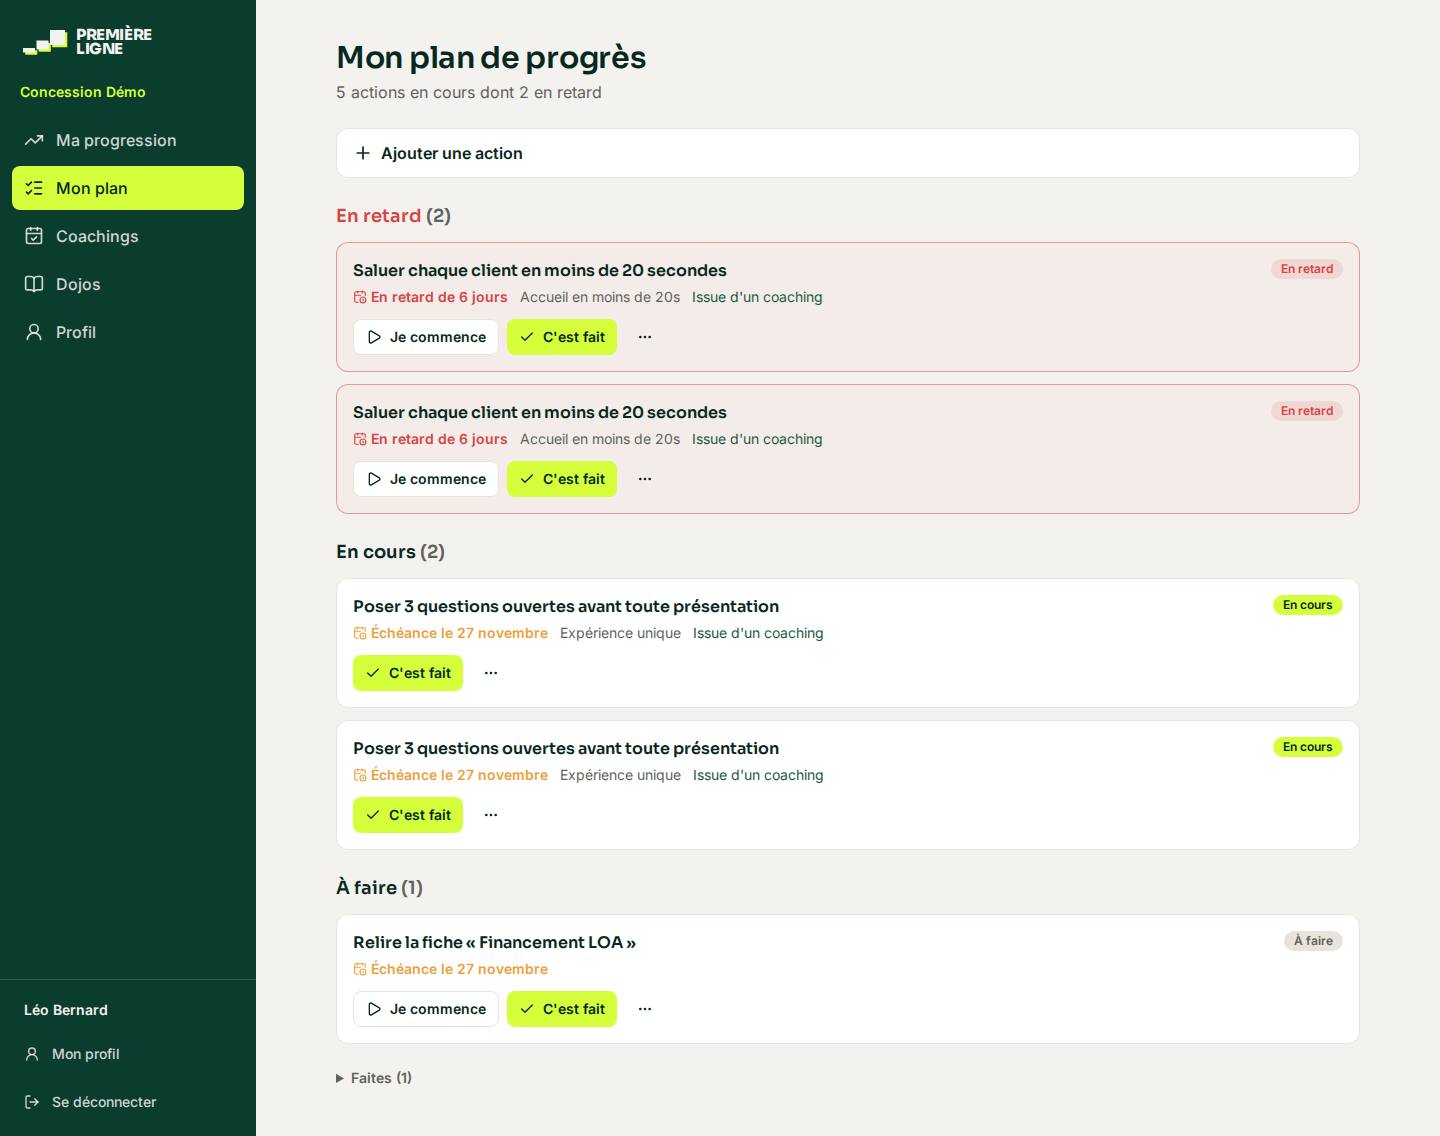 PREMIÈRE
LIGNE
Concession Démo
Ma progression
Mon plan
Coachings
Dojos
Profil
Léo Bernard
Mon profil
Se déconnecter
Mon plan de progrès
5 actions en cours dont 2 en retard
Ajouter une action
En retard (2)
Saluer chaque client en moins de 20 secondes
En retard
En retard de 6 jours Accueil en moins de 20s Issue d'un coaching
Je commence C'est fait ...
Saluer chaque client en moins de 20 secondes
En retard
En retard de 6 jours Accueil en moins de 20s Issue d'un coaching
Je commence C'est fait ...
En cours (2)
Poser 3 questions ouvertes avant toute présentation
En cours
Échéance le 27 novembre Expérience unique Issue d'un coaching
C'est fait ...
Poser 3 questions ouvertes avant toute présentation
En cours
Échéance le 27 novembre Expérience unique Issue d'un coaching
C'est fait ...
À faire (1)
Relire la fiche « Financement LOA »
À faire
Échéance le 27 novembre
Je commence C'est fait ...
Faites (1)